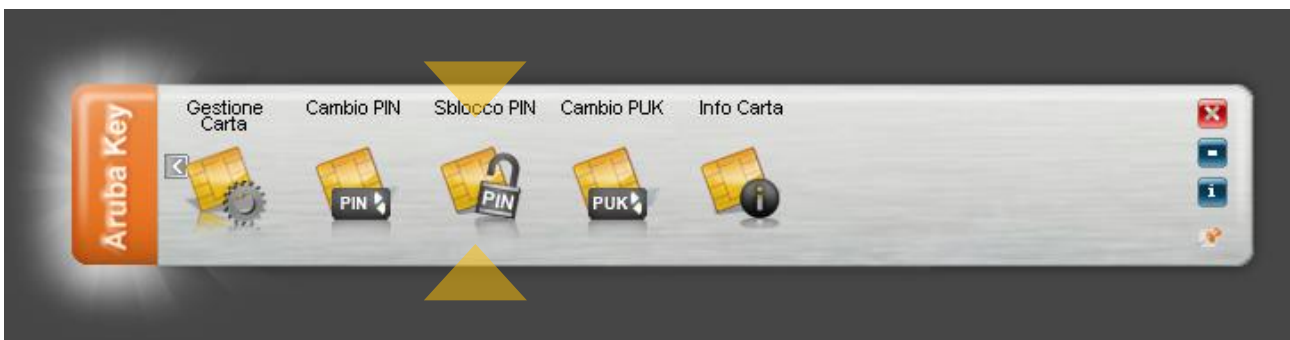 Aruba Key
Gestione
Carta
Cambio PIN
Sblocco PIN
Cambio PUK
Info Carta
PIN
PIN
PUK
i
i